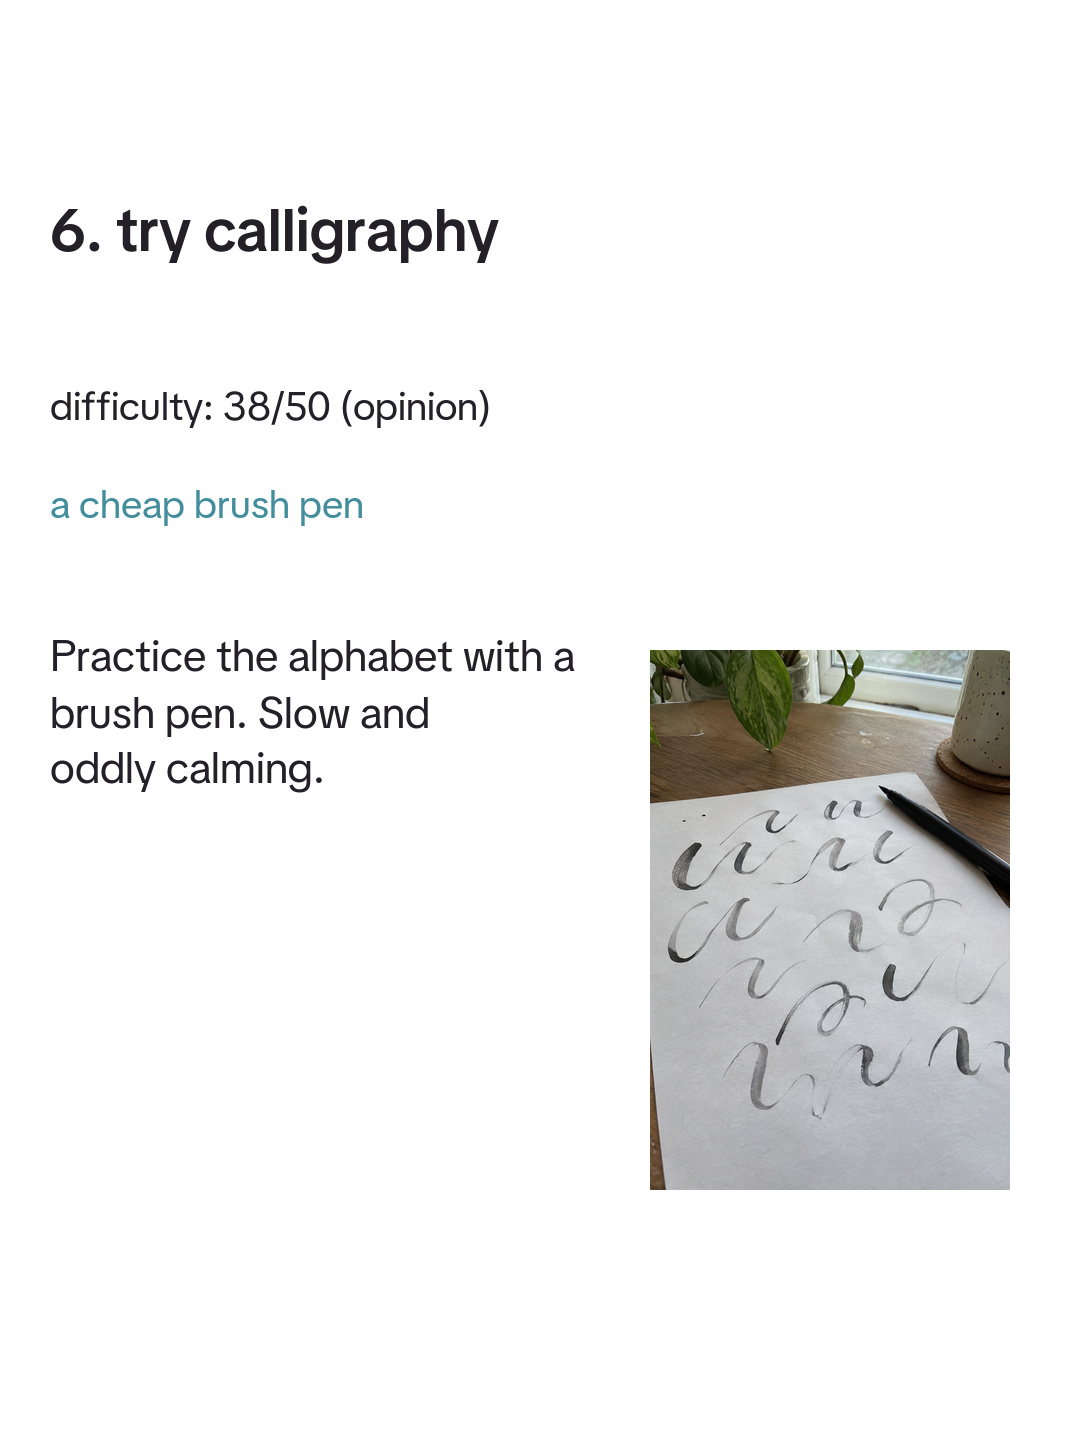 6. try calligraphy
difficulty: 38/50 (opinion)
a cheap brush pen
Practice the alphabet with a
brush pen. Slow and
oddly calming.